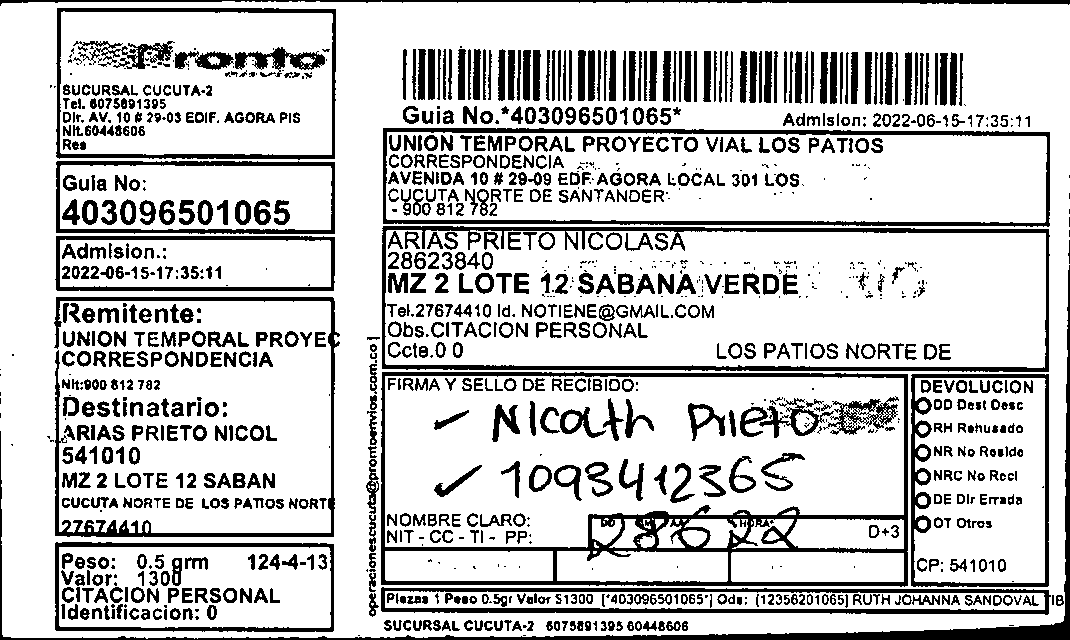 Pronto
SUCURSAL CUCUTA-2
Tel. 6075891395
Dir. AV. 10 # 29-03 EDIF. AGORA PIS
Nit.60448606
Res
Guia No:
403096501065
Admision.:
2022-06-15-17:35:11
Remitente:
UNION TEMPORAL PROYEC
CORRESPONDENCIA
Nit:900 812 782
Destinatario:
ARIAS PRIETO NICOL
541010
MZ 2 LOTE 12 SABAN
CUCUTA NORTE DE LOS PATIOS NORTE
27674410
Peso: 0.5 grm 124-4-13
Valor: 1300
CITACION PERSONAL
Identificacion: 0
Guia No.*403096501065* Admision: 2022-06-15-17:35:11
UNION TEMPORAL PROYECTO VIAL LOS PATIOS
CORRESPONDENCIA
AVENIDA 10 # 29-09 EDF AGORA LOCAL 301 LOS
CUCUTA NORTE DE SANTANDER
- 900 812 782
ARIAS PRIETO NICOLASA
28623840
MZ 2 LOTE 12 SABANA VERDE
Tel.27674410 Id. NOTIENE@GMAIL.COM
Obs.CITACION PERSONAL
Ccte.0 0 LOS PATIOS NORTE DE
operacionescucuta@prontoenvios.com.co
FIRMA Y SELLO DE RECIBIDO:
Nicolth Prieto
1093412365
NOMBRE CLARO:
NIT - CC - TI - PP:
DD MM AA HORA:
28622
D+3
DEVOLUCION
DD Dest Desc
RH Rehusado
NR No Reside
NRC No Recl
DE Dir Errada
OT Otros
CP: 541010
Piezas 1 Peso 0.5gr Valor $1300 [*403096501065*] Ods: [12356201065] RUTH JOHANNA SANDOVAL TIB
SUCURSAL CUCUTA-2 6075891395 60448606